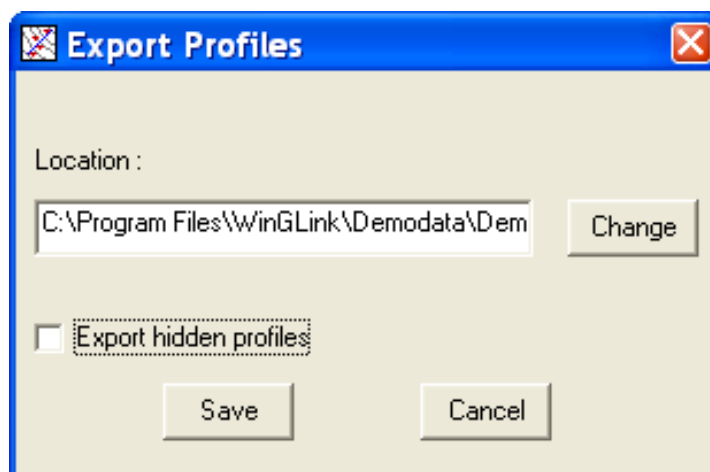 Export Profiles
Location :
C:\Program Files\WinGLink\Demodata\Dem
Change
Export hidden profiles
Save
Cancel